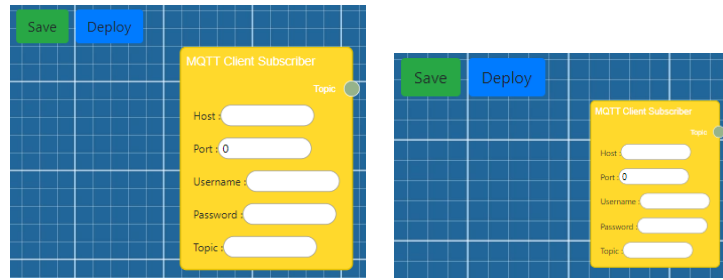 Save Deploy
MQTT Client Subscriber
Topic
Host :
Port : 0
Username :
Password :
Topic :
Save Deploy
MQTT Client Subscriber
Topic
Host :
Port : 0
Username :
Password :
Topic :